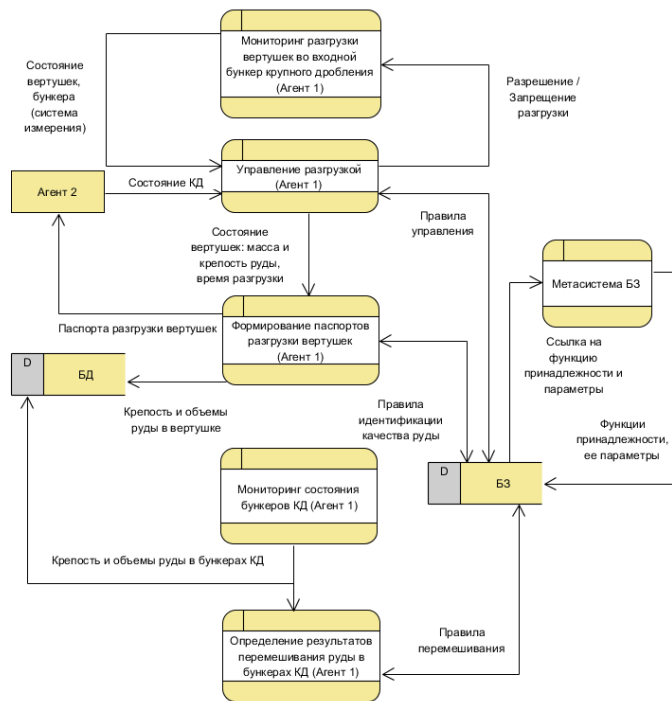 Мониторинг разгрузки
вертушек во входной
бункер крупного дробления
(Агент 1)
Состояние
вертушек,
бункера
(система
измерения)
Разрешение /
Запрещение
разгрузки
Управление разгрузкой
(Агент 1)
Агент 2
Состояние КД
Правила
управления
Состояние
вертушек: масса и
крепость руды,
время разгрузки
Метасистема БЗ
Паспорта разгрузки вертушек
Формирование паспортов
разгрузки вертушек
(Агент 1)
Ссылка на
функцию
принадлежности и
параметры
D
БД
Крепость и объемы
руды в вертушке
Правила
идентификации
качества руды
Функции
принадлежности,
ее параметры
D
БЗ
Мониторинг состояния
бункеров КД (Агент 1)
Крепость и объемы руды в бункерах КД
Определение результатов
перемешивания руды в
бункерах КД (Агент 1)
Правила
перемешивания